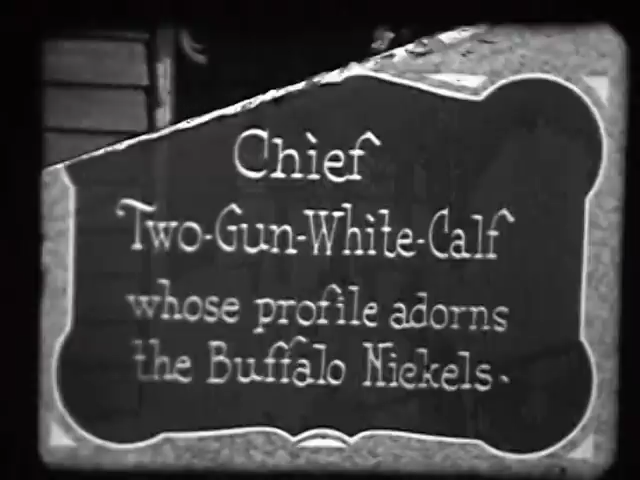 Chief
Two-Gun-White-Calf
whose profile adorns
the Buffalo Nickels-